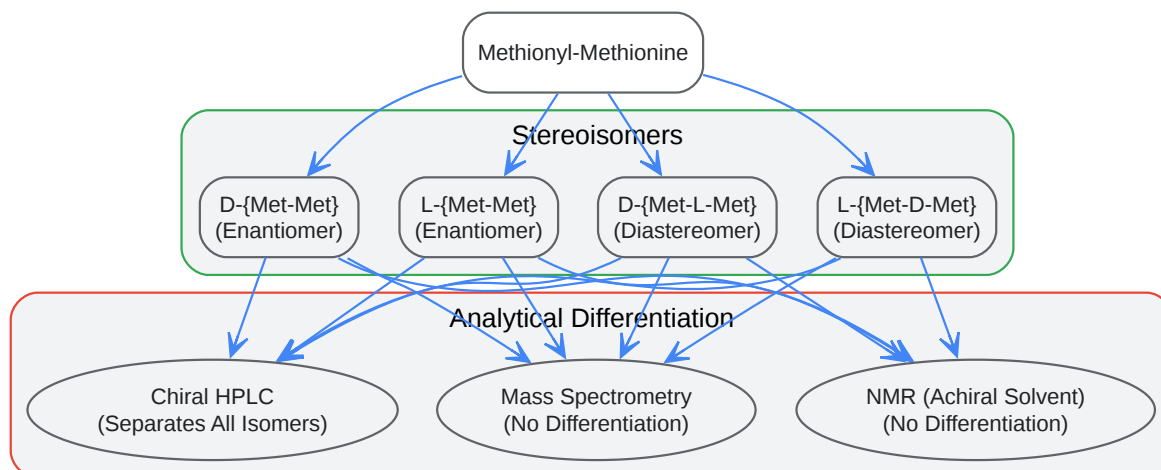 Methionyl-Methionine
Stereoisomers
D-{Met-Met}
(Enantiomer)
L-{Met-Met}
(Enantiomer)
D-{Met-L-Met}
(Diastereomer)
L-{Met-D-Met}
(Diastereomer)
Analytical Differentiation
Chiral HPLC
(Separates All Isomers)
Mass Spectrometry
(No Differentiation)
NMR (Achiral Solvent)
(No Differentiation)